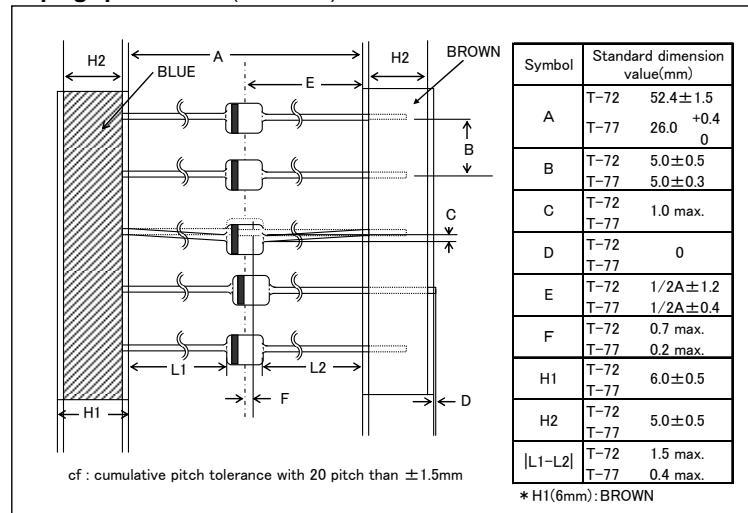 H2
A
BROWN
H2
BLUE
E
B
C
L1
L2
F
H1
D
cf : cumulative pitch tolerance with 20 pitch than ±1.5mm
Symbol Standard dimension
value(mm)
A T-72 52.4±1.5
T-77 26.0 +0.4
0
B T-72 5.0±0.5
T-77 5.0±0.3
C T-72 1.0 max.
T-77
D T-72 0
T-77
E T-72 1/2A±1.2
T-77 1/2A±0.4
F T-72 0.7 max.
T-77 0.2 max.
H1 T-72 6.0±0.5
T-77
H2 T-72 5.0±0.5
T-77
|L1-L2| T-72 1.5 max.
T-77 0.4 max.
* H1(6mm):BROWN